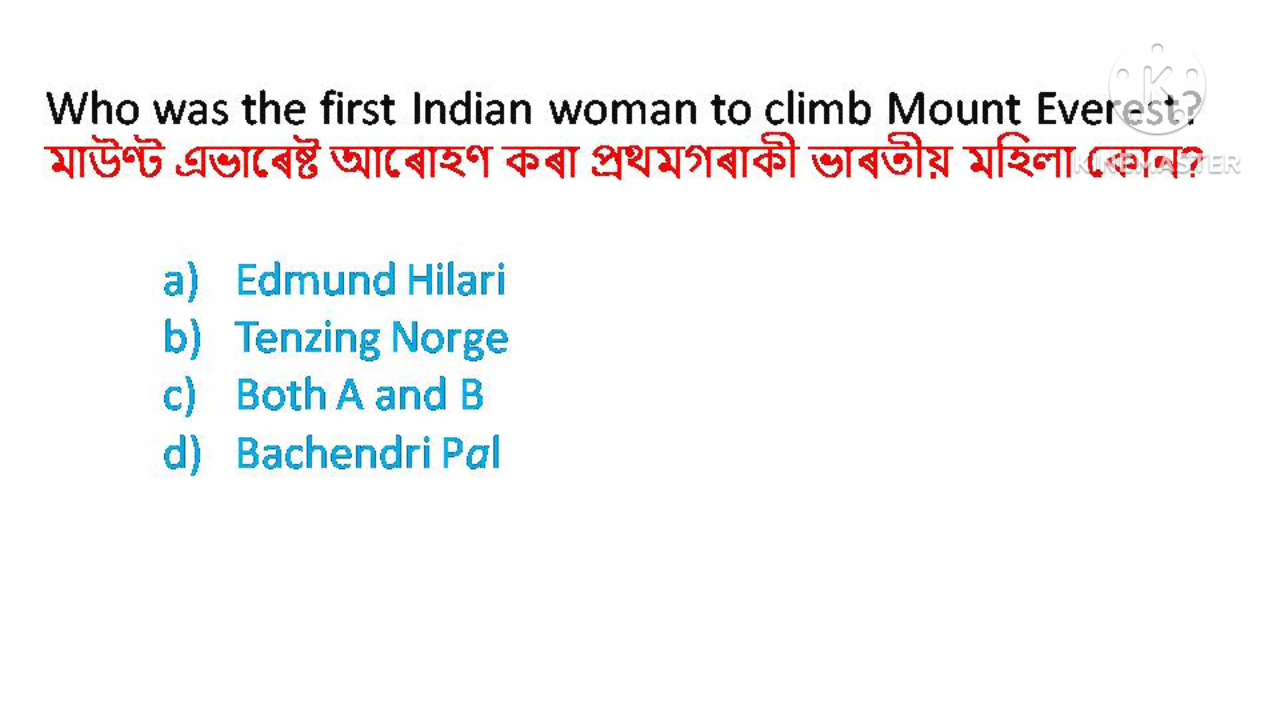 Who was the first Indian woman to climb Mount Everest?
মাউণ্ট এভাৰেষ্ট আৰোহণ কৰা প্ৰথমগৰাকী ভাৰতীয় মহিলা কোন?
KINEMASTER
a) Edmund Hilari
b) Tenzing Norge
c) Both A and B
d) Bachendri Pal